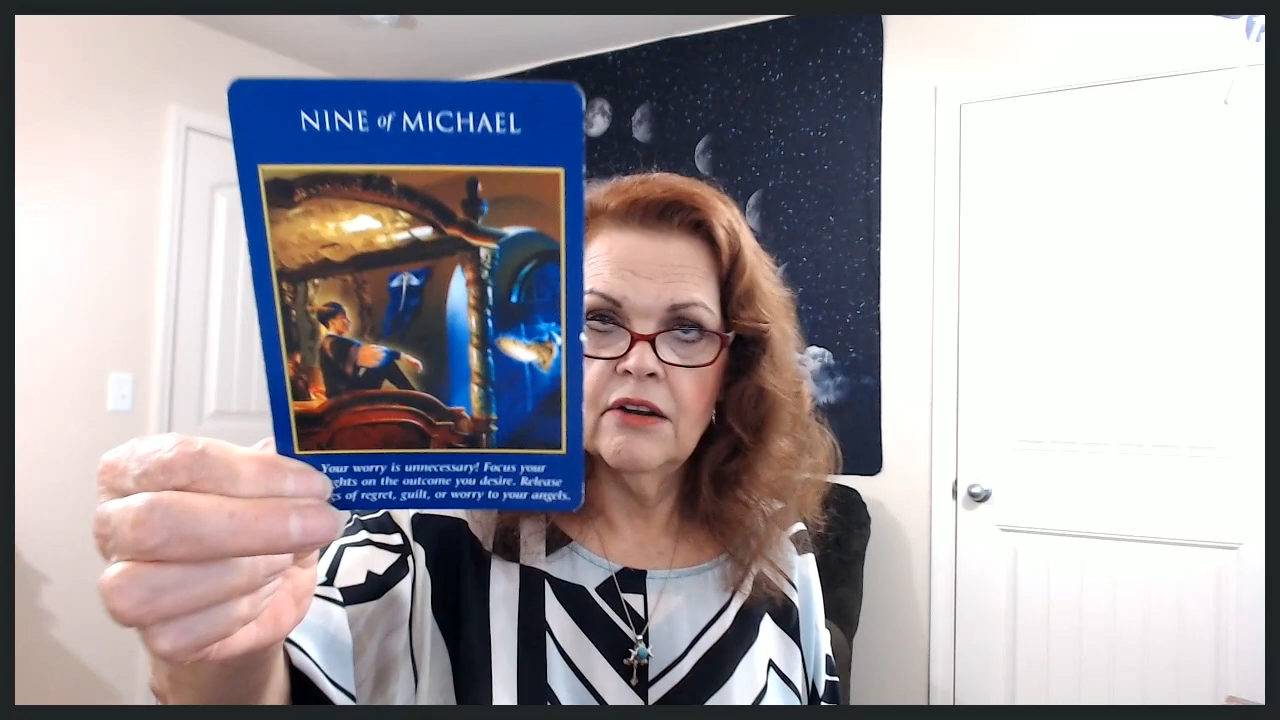 NINE of MICHAEL
Your worry is unnecessary! Focus your
on the outcome you desire. Release
of regret, guilt, or worry to your angels.